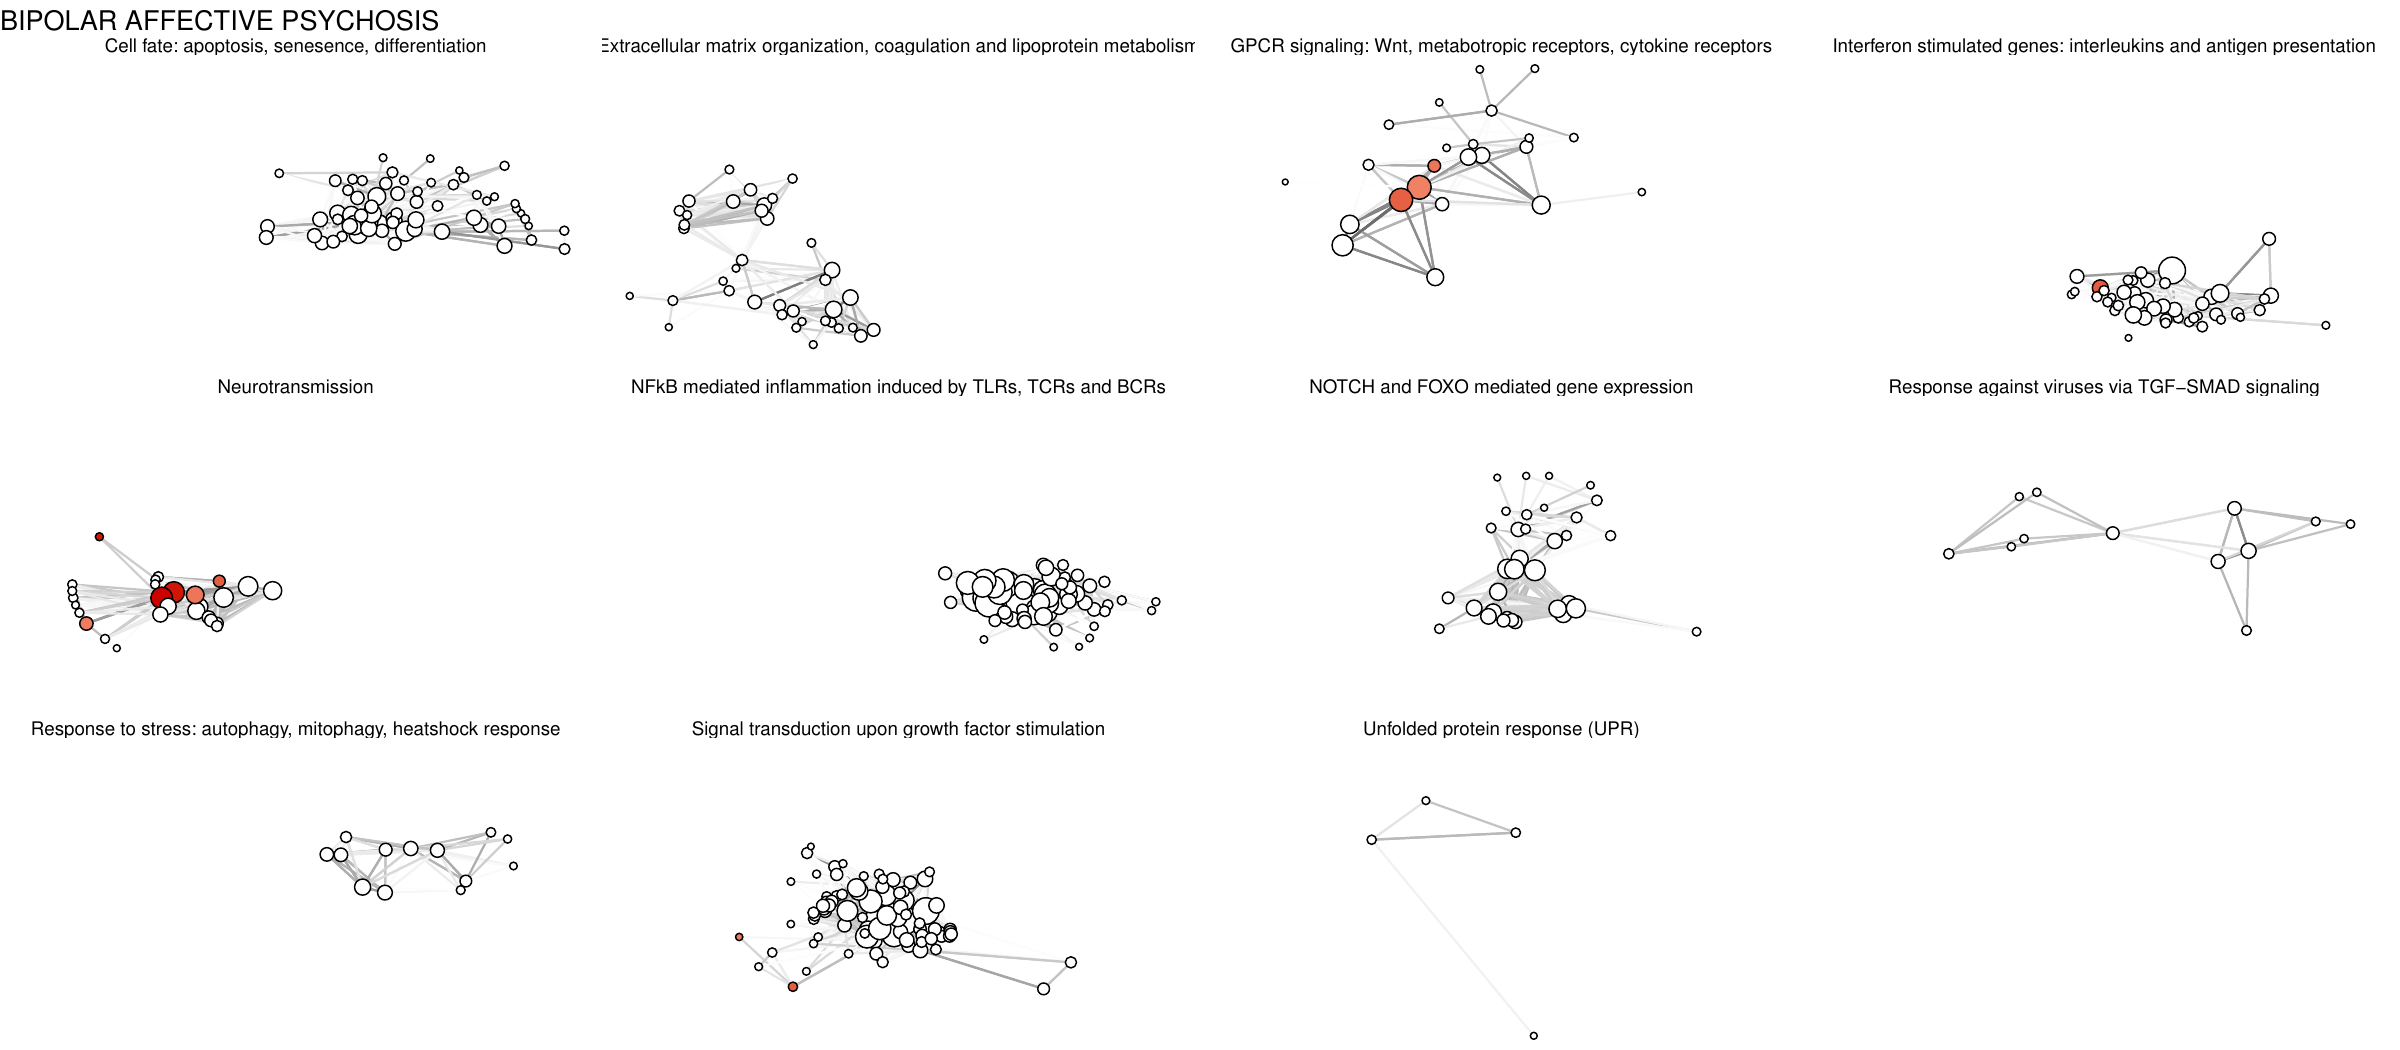 BIPOLAR AFFECTIVE PSYCHOSIS
Cell fate: apoptosis, senesence, differentiation
Extracellular matrix organization, coagulation and lipoprotein metabolism
GPCR signaling: Wnt, metabotropic receptors, cytokine receptors
Interferon stimulated genes: interleukins and antigen presentation
Neurotransmission
NFkB mediated inflammation induced by TLRs, TCRs and BCRs
NOTCH and FOXO mediated gene expression
Response against viruses via TGF−SMAD signaling
Response to stress: autophagy, mitophagy, heatshock response
Signal transduction upon growth factor stimulation
Unfolded protein response (UPR)